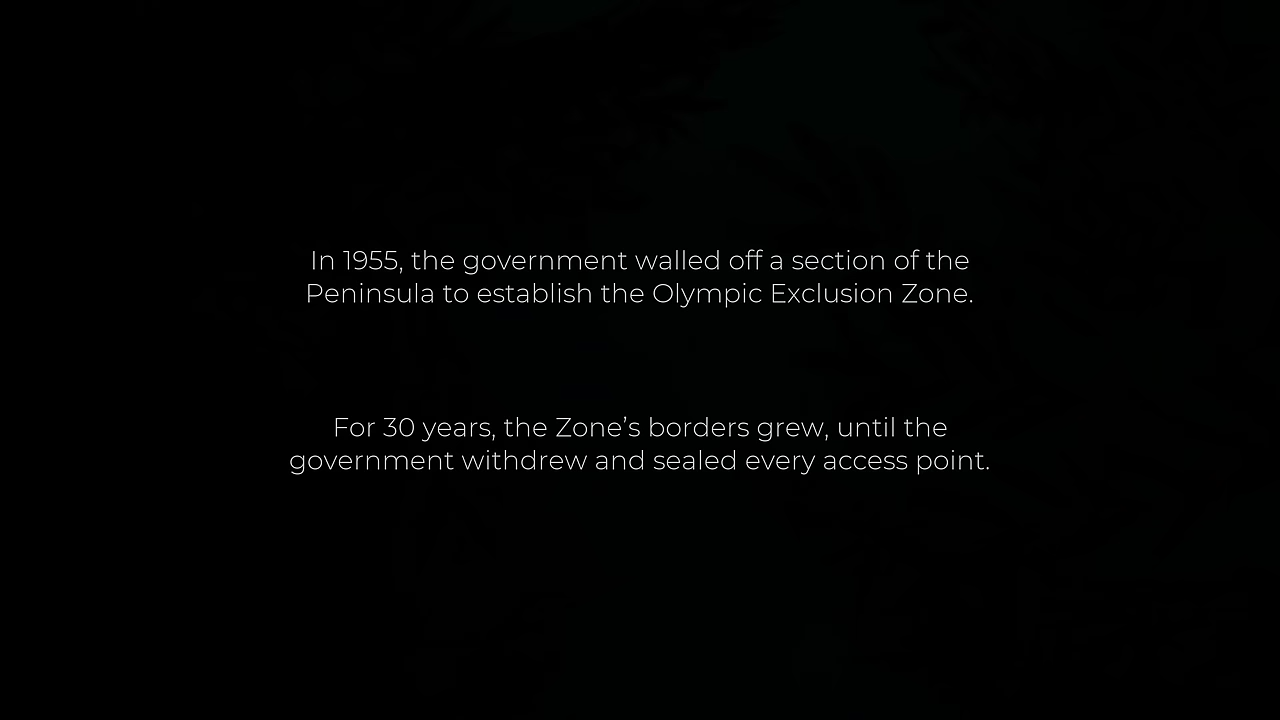 In 1955, the government walled off a section of the
Peninsula to establish the Olympic Exclusion Zone.
For 30 years, the Zone’s borders grew, until the
government withdrew and sealed every access point.